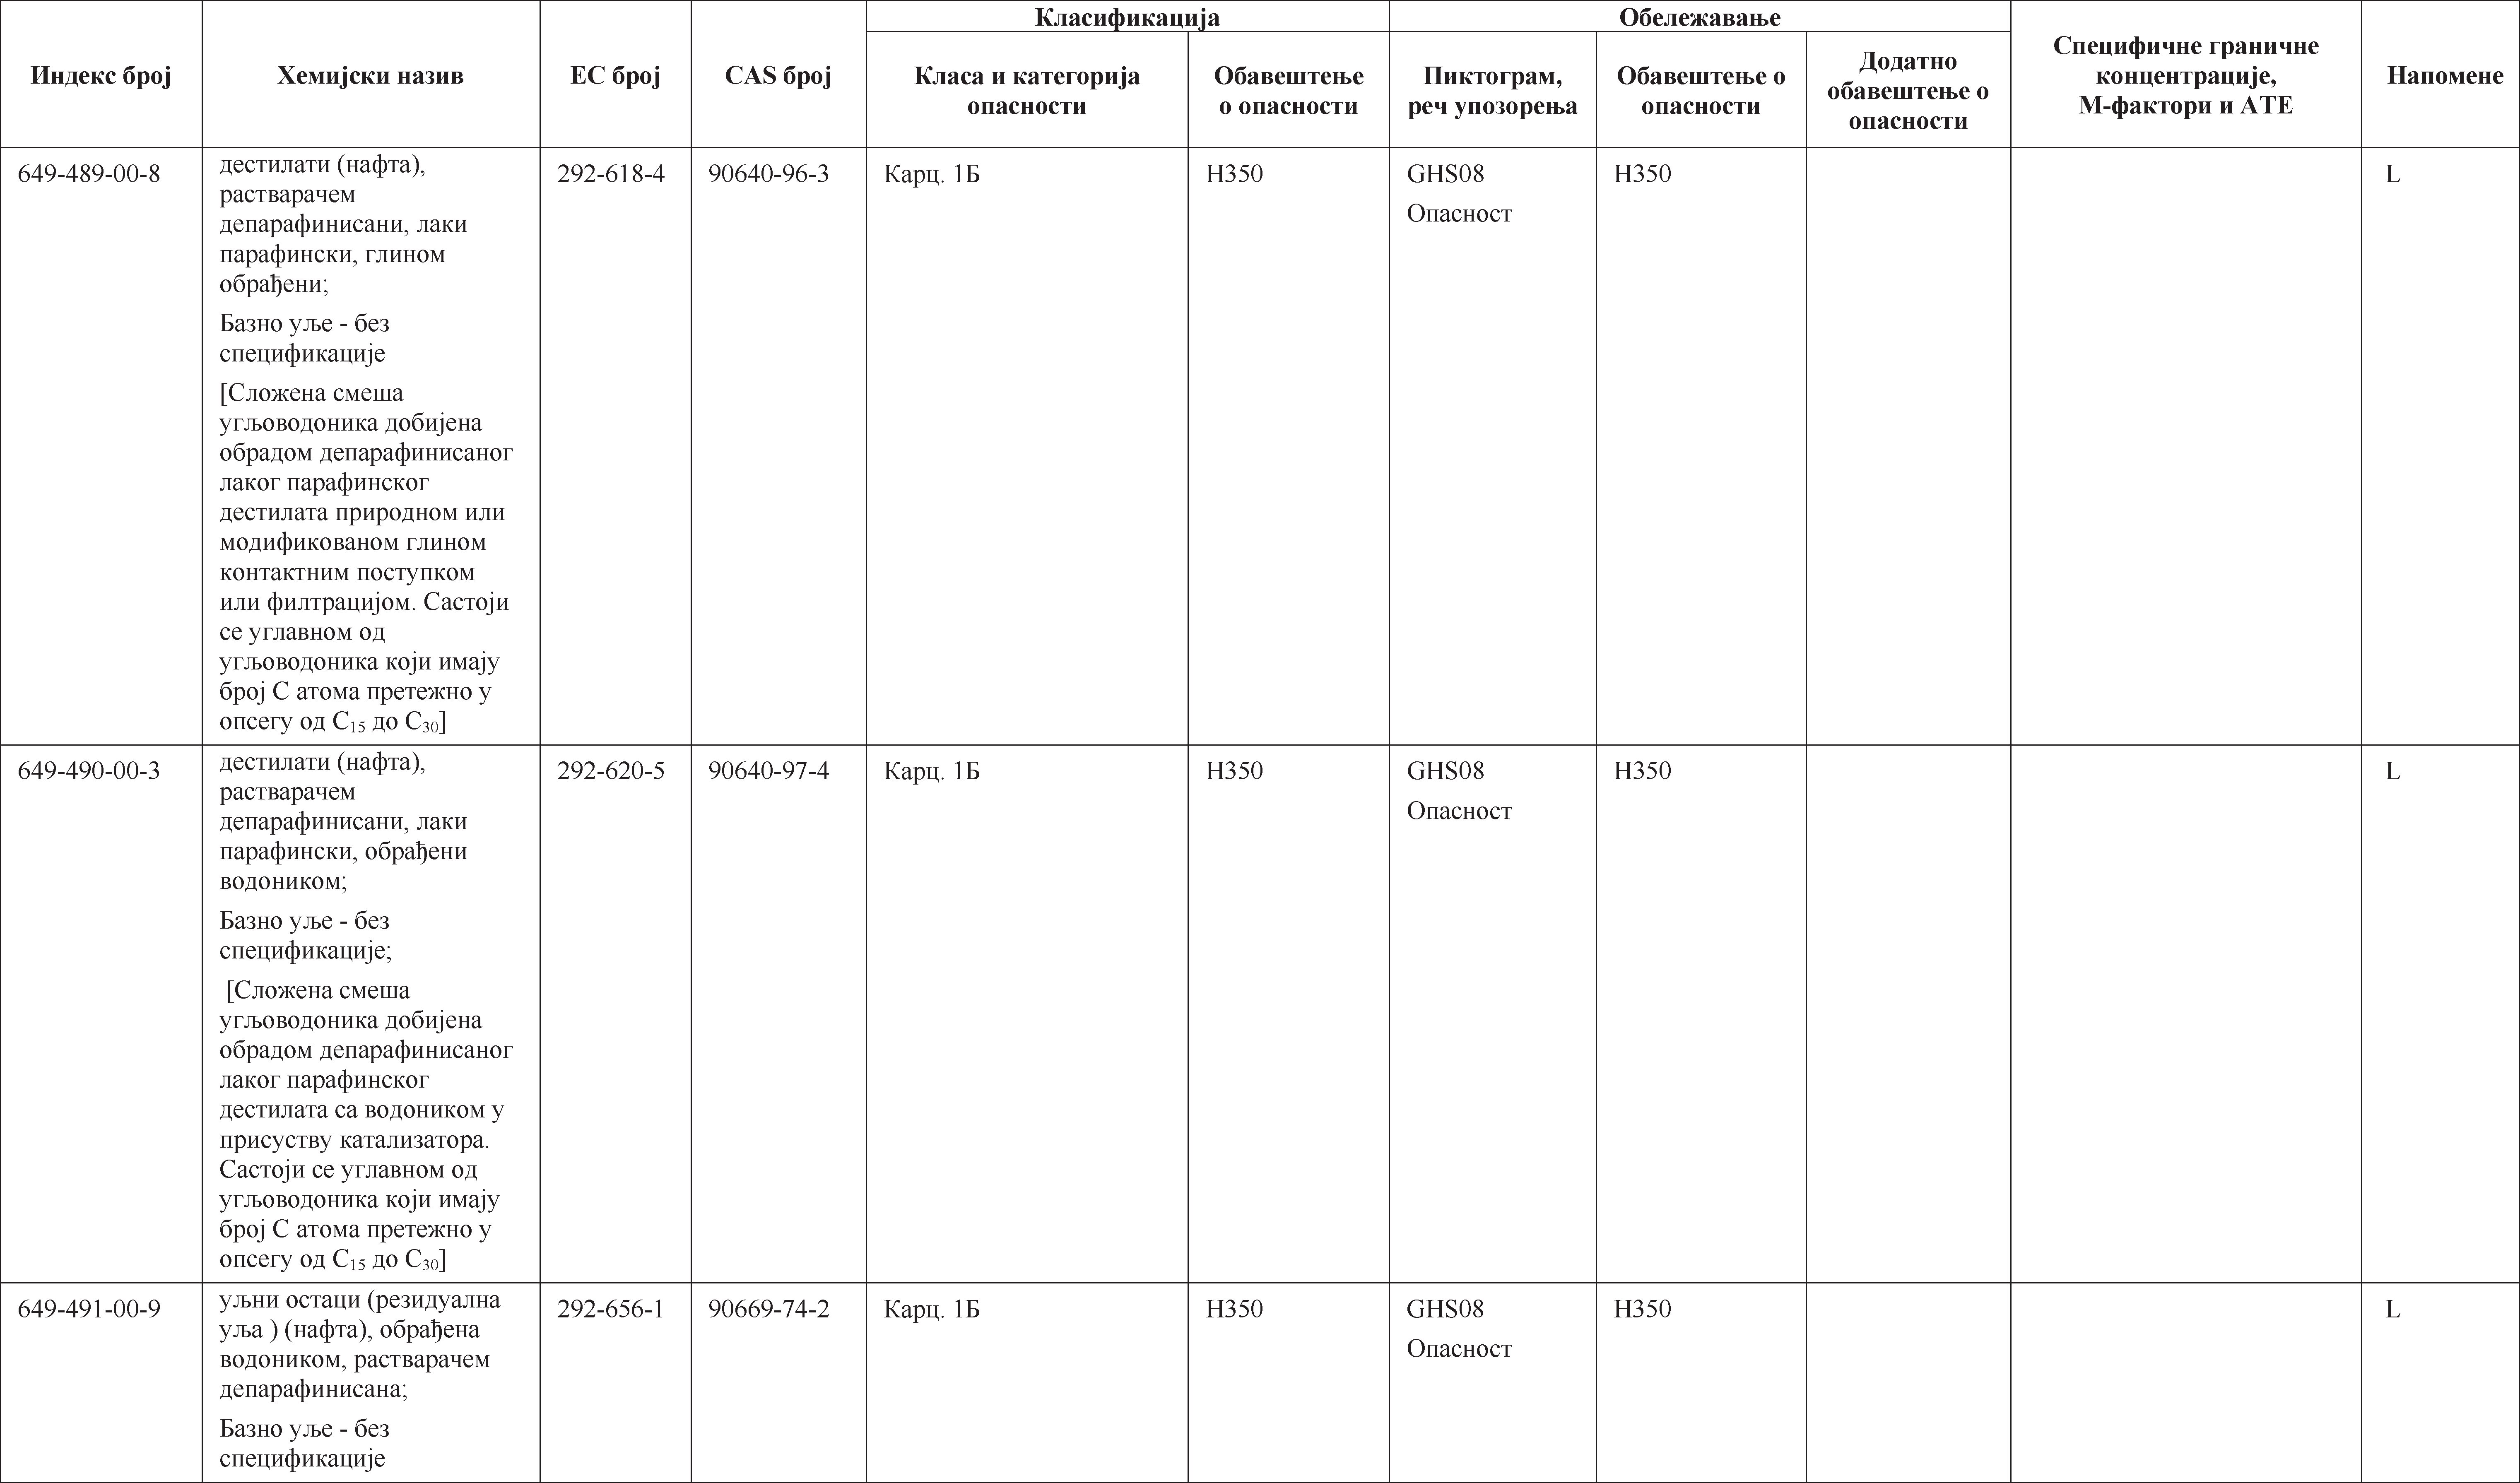 Индекс број
Хемијски назив
ЕС број
CAS број
Класификација
Класа и категорија
опасности
Обавештење
о опасности
Обележавање
Пиктограм,
реч упозорења
Обавештење о
опасности
Додатно
обавештење о
опасности
Специфичне граничне
концентрације,
М-фактори и АТЕ
Напомене
649-489-00-8
дестилати (нафта),
растварачем
депарафинисани, лаки
парафински, глином
обрађени;
Базно уље - без
спецификације
[Сложена смеша
угљоводоника добијена
обрадом депарафинисаног
лаког парафинског
дестилата природном или
модификованом глином
контактним поступком
или филтрацијом. Састоји
се углавном од
угљоводоника који имају
број С атома претежно у
опсегу од C₁₅ до C₃₀]
292-618-4
90640-96-3
Карц. 1Б
H350
GHS08
Опасност
H350
L
649-490-00-3
дестилати (нафта),
растварачем
депарафинисани, лаки
парафински, обрађени
водоником;
Базно уље - без
спецификације;
[Сложена смеша
угљоводоника добијена
обрадом депарафинисаног
лаког парафинског
дестилата са водоником у
присуству катализатора.
Састоји се углавном од
угљоводоника који имају
број С атома претежно у
опсегу од C₁₅ до C₃₀]
292-620-5
90640-97-4
Карц. 1Б
H350
GHS08
Опасност
H350
L
649-491-00-9
уљни остаци (резидуална
уља ) (нафта), обрађена
водоником, растварачем
депарафинисана;
Базно уље - без
спецификације
292-656-1
90669-74-2
Карц. 1Б
H350
GHS08
Опасност
H350
L